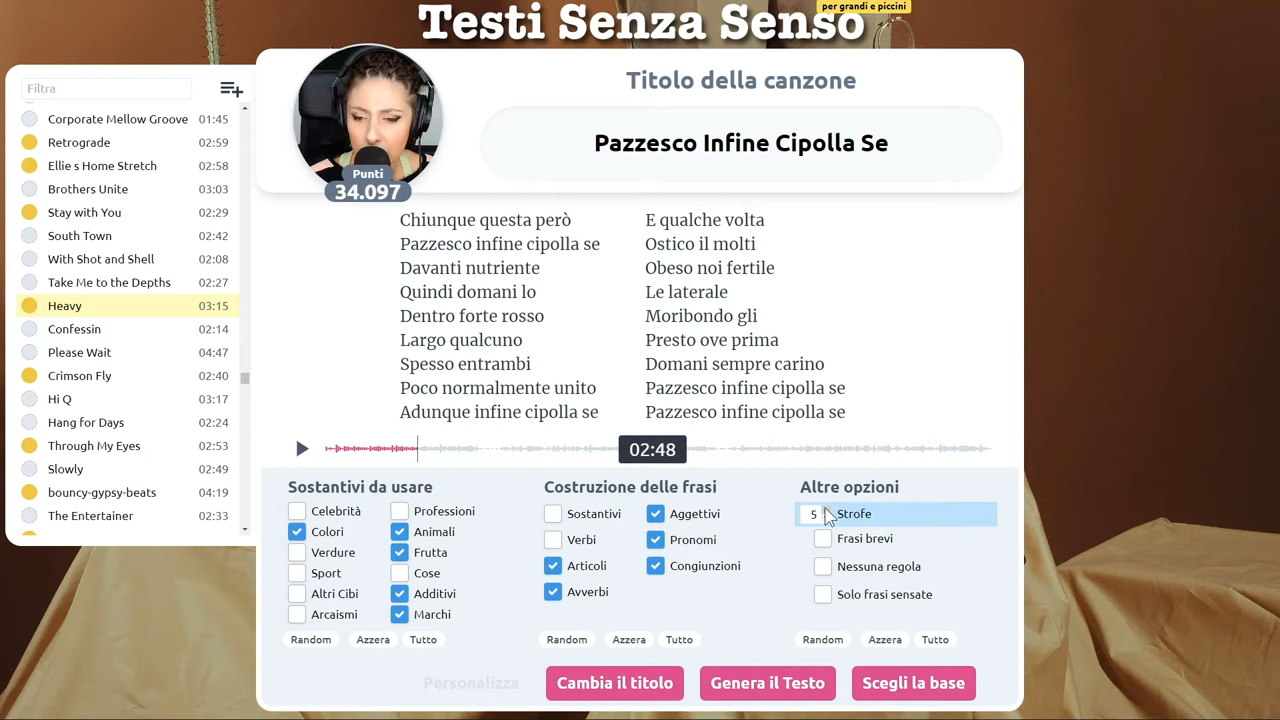 per grandi e piccini
Testi Senza Senso
Filtra
Corporate Mellow Groove 01:45
Retrograde 02:59
Ellie s Home Stretch 02:58
Brothers Unite 03:03
Stay with You 02:29
South Town 02:42
With Shot and Shell 02:08
Take Me to the Depths 02:27
Heavy 03:15
Confessin 02:14
Please Wait 04:47
Crimson Fly 02:40
Hi Q 03:17
Hang for Days 02:24
Through My Eyes 02:53
Slowly 02:49
bouncy-gypsy-beats 04:19
The Entertainer 02:33
Punti
34.097
Titolo della canzone
Pazzesco Infine Cipolla Se
Chiunque questa però
Pazzesco infine cipolla se
Davanti nutriente
Quindi domani lo
Dentro forte rosso
Largo qualcuno
Spesso entrambi
Poco normalmente unito
Adunque infine cipolla se
E qualche volta
Ostico il molti
Obeso noi fertile
Le laterale
Moribondo gli
Presto ove prima
Domani sempre carino
Pazzesco infine cipolla se
Pazzesco infine cipolla se
02:48
Sostantivi da usare
Celebrità Professioni
Colori Animali
Verdure Frutta
Sport Cose
Altri Cibi Additivi
Arcaismi Marchi
Random Azzera Tutto
Costruzione delle frasi
Sostantivi Aggettivi
Verbi Pronomi
Articoli Congiunzioni
Avverbi
Random Azzera Tutto
Altre opzioni
5 Strofe
Frasi brevi
Nessuna regola
Solo frasi sensate
Random Azzera Tutto
Personalizza
Cambia il titolo
Genera il Testo
Scegli la base